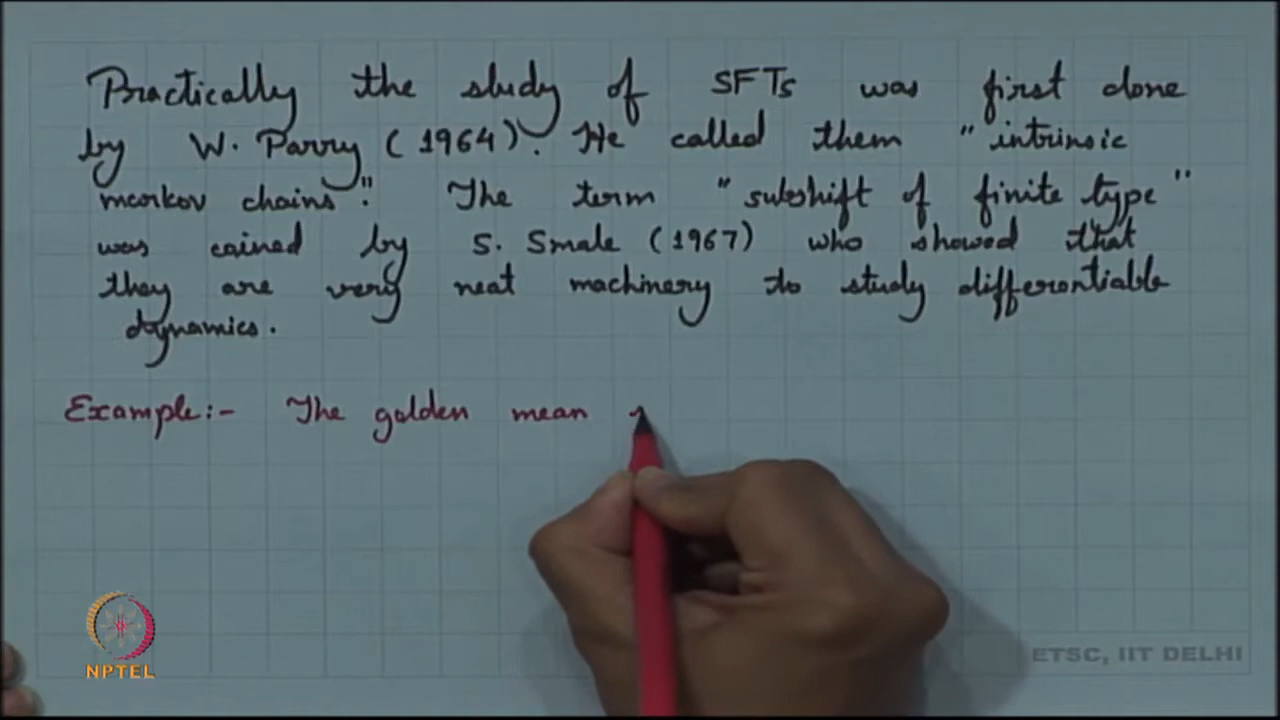 Practically the study of SFTs was first done
by W. Parry (1964). He called them "intrinsic
markov chains". The term "subshift of finite type"
was coined by S. Smale (1967) who showed that
they are very neat machinery to study differentiable
dynamics.
Example:- The golden mean
NPTEL
ETSC, IIT DELHI